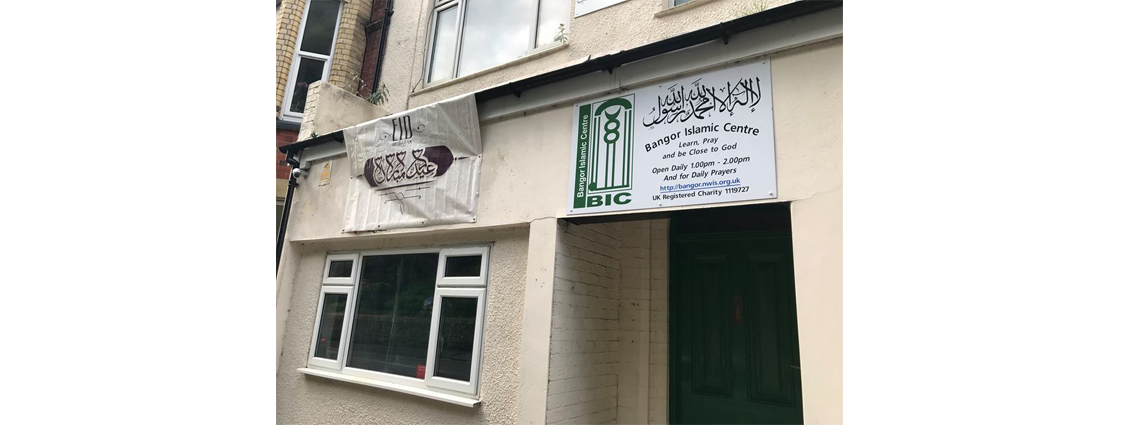 EID
عيد مبارك
Bangor Islamic Centre
BIC
لا إله إلا الله محمد رسول الله
Bangor Islamic Centre
Learn, Pray
and be Close to God
Open Daily 1.00pm - 2.00pm
And for Daily Prayers
http://bangor.nwis.org.uk
UK Registered Charity 1119727